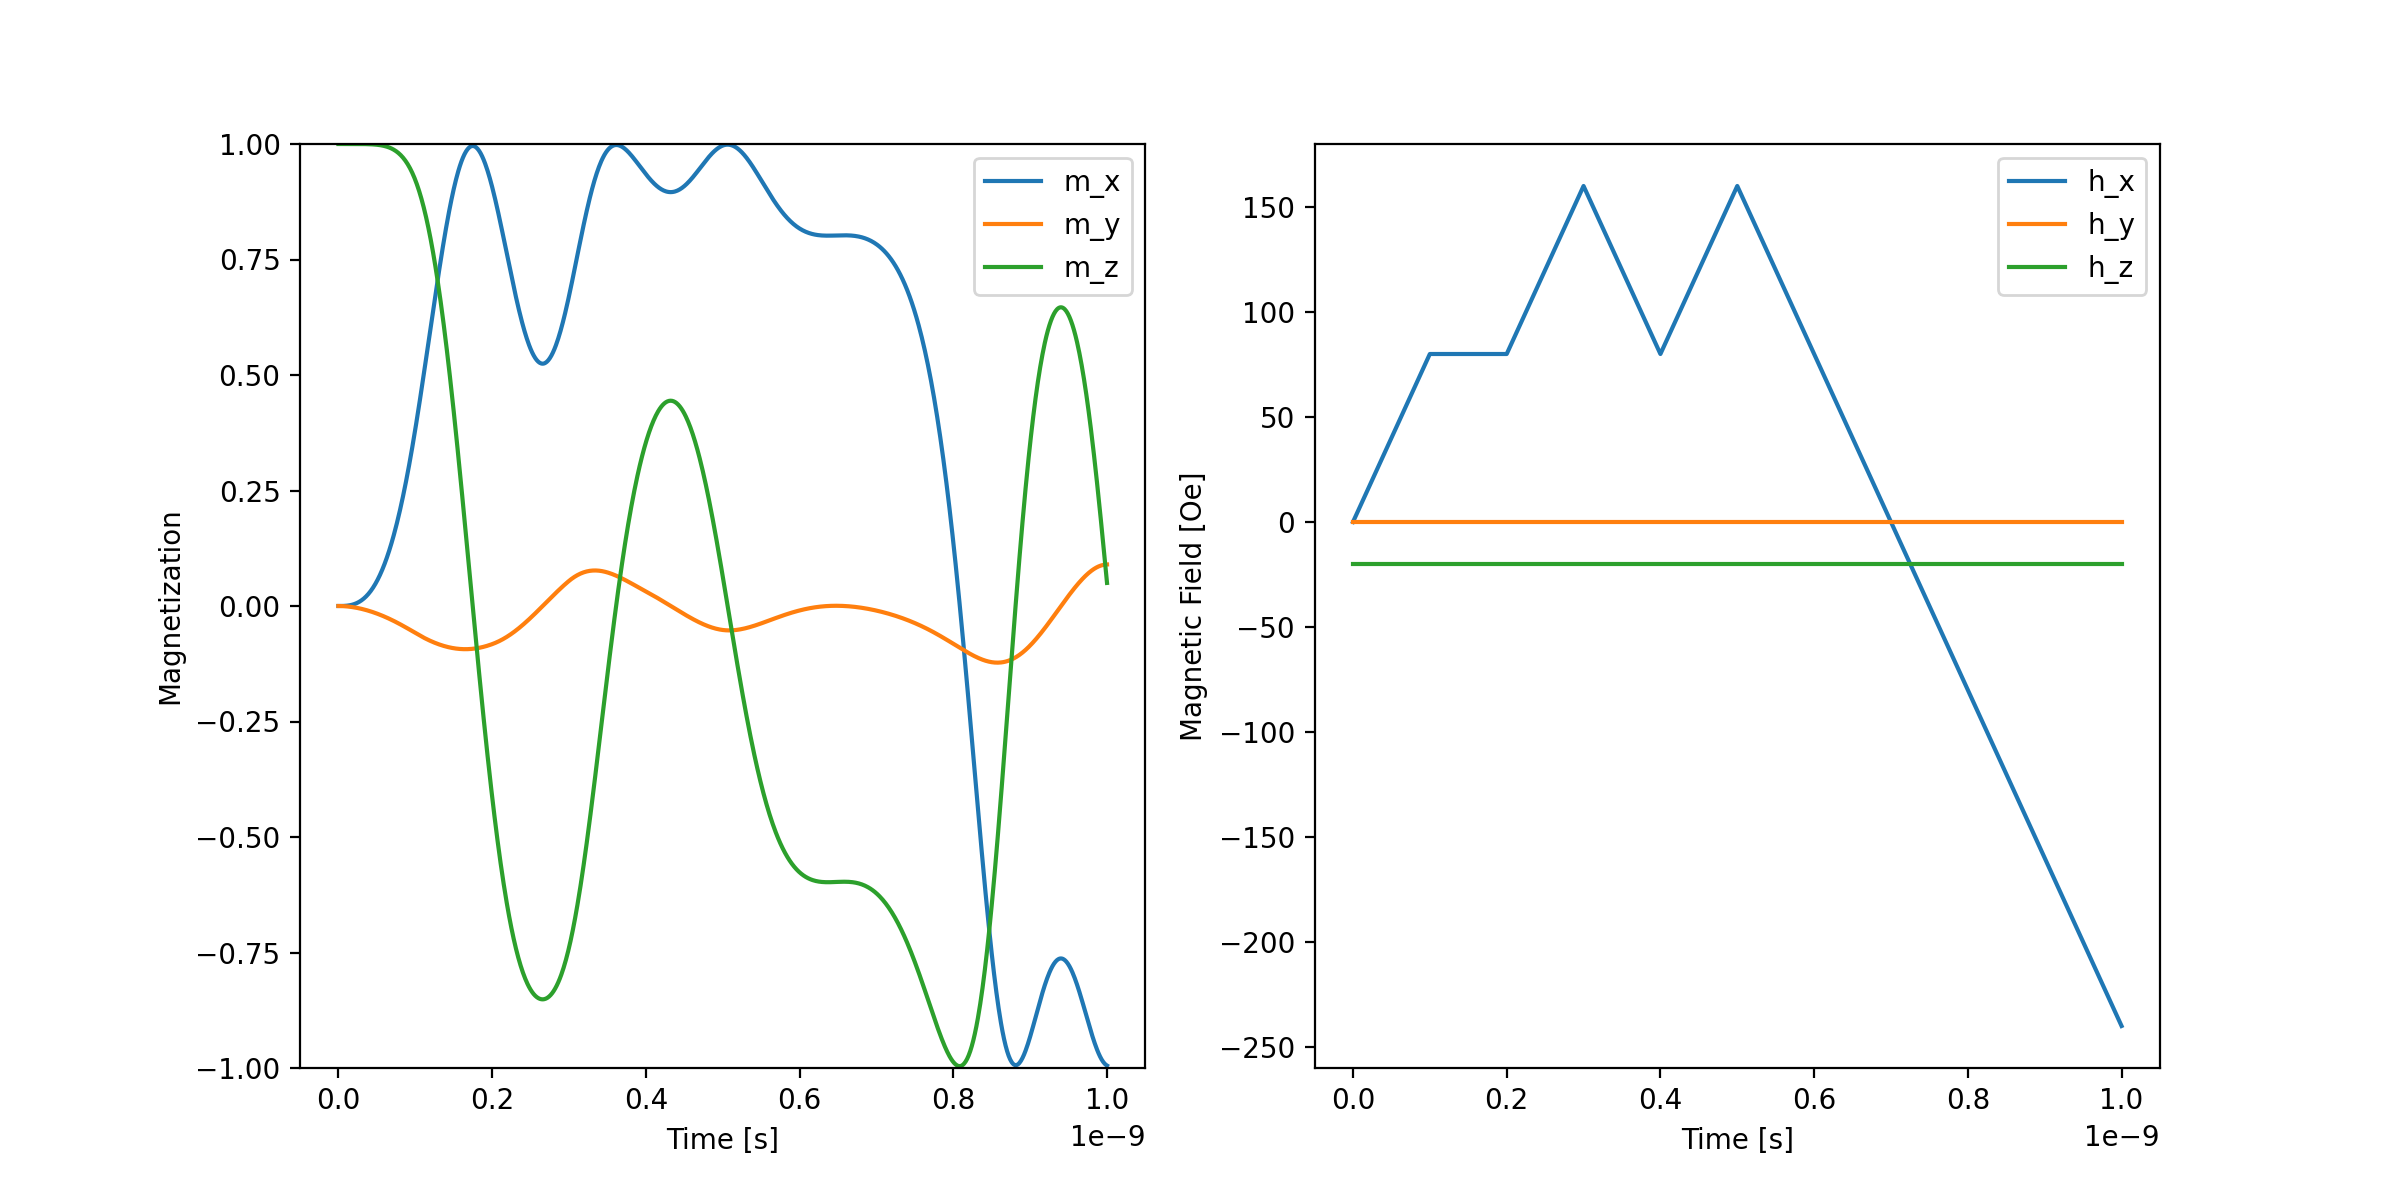 1.00
0.75
0.50
0.25
0.00
−0.25
−0.50
−0.75
−1.00
Magnetization
0.0 0.2 0.4 0.6 0.8 1.0
1e−9
Time [s]
m_x
m_y
m_z
150
100
50
0
−50
−100
−150
−200
−250
Magnetic Field [Oe]
0.0 0.2 0.4 0.6 0.8 1.0
1e−9
Time [s]
h_x
h_y
h_z